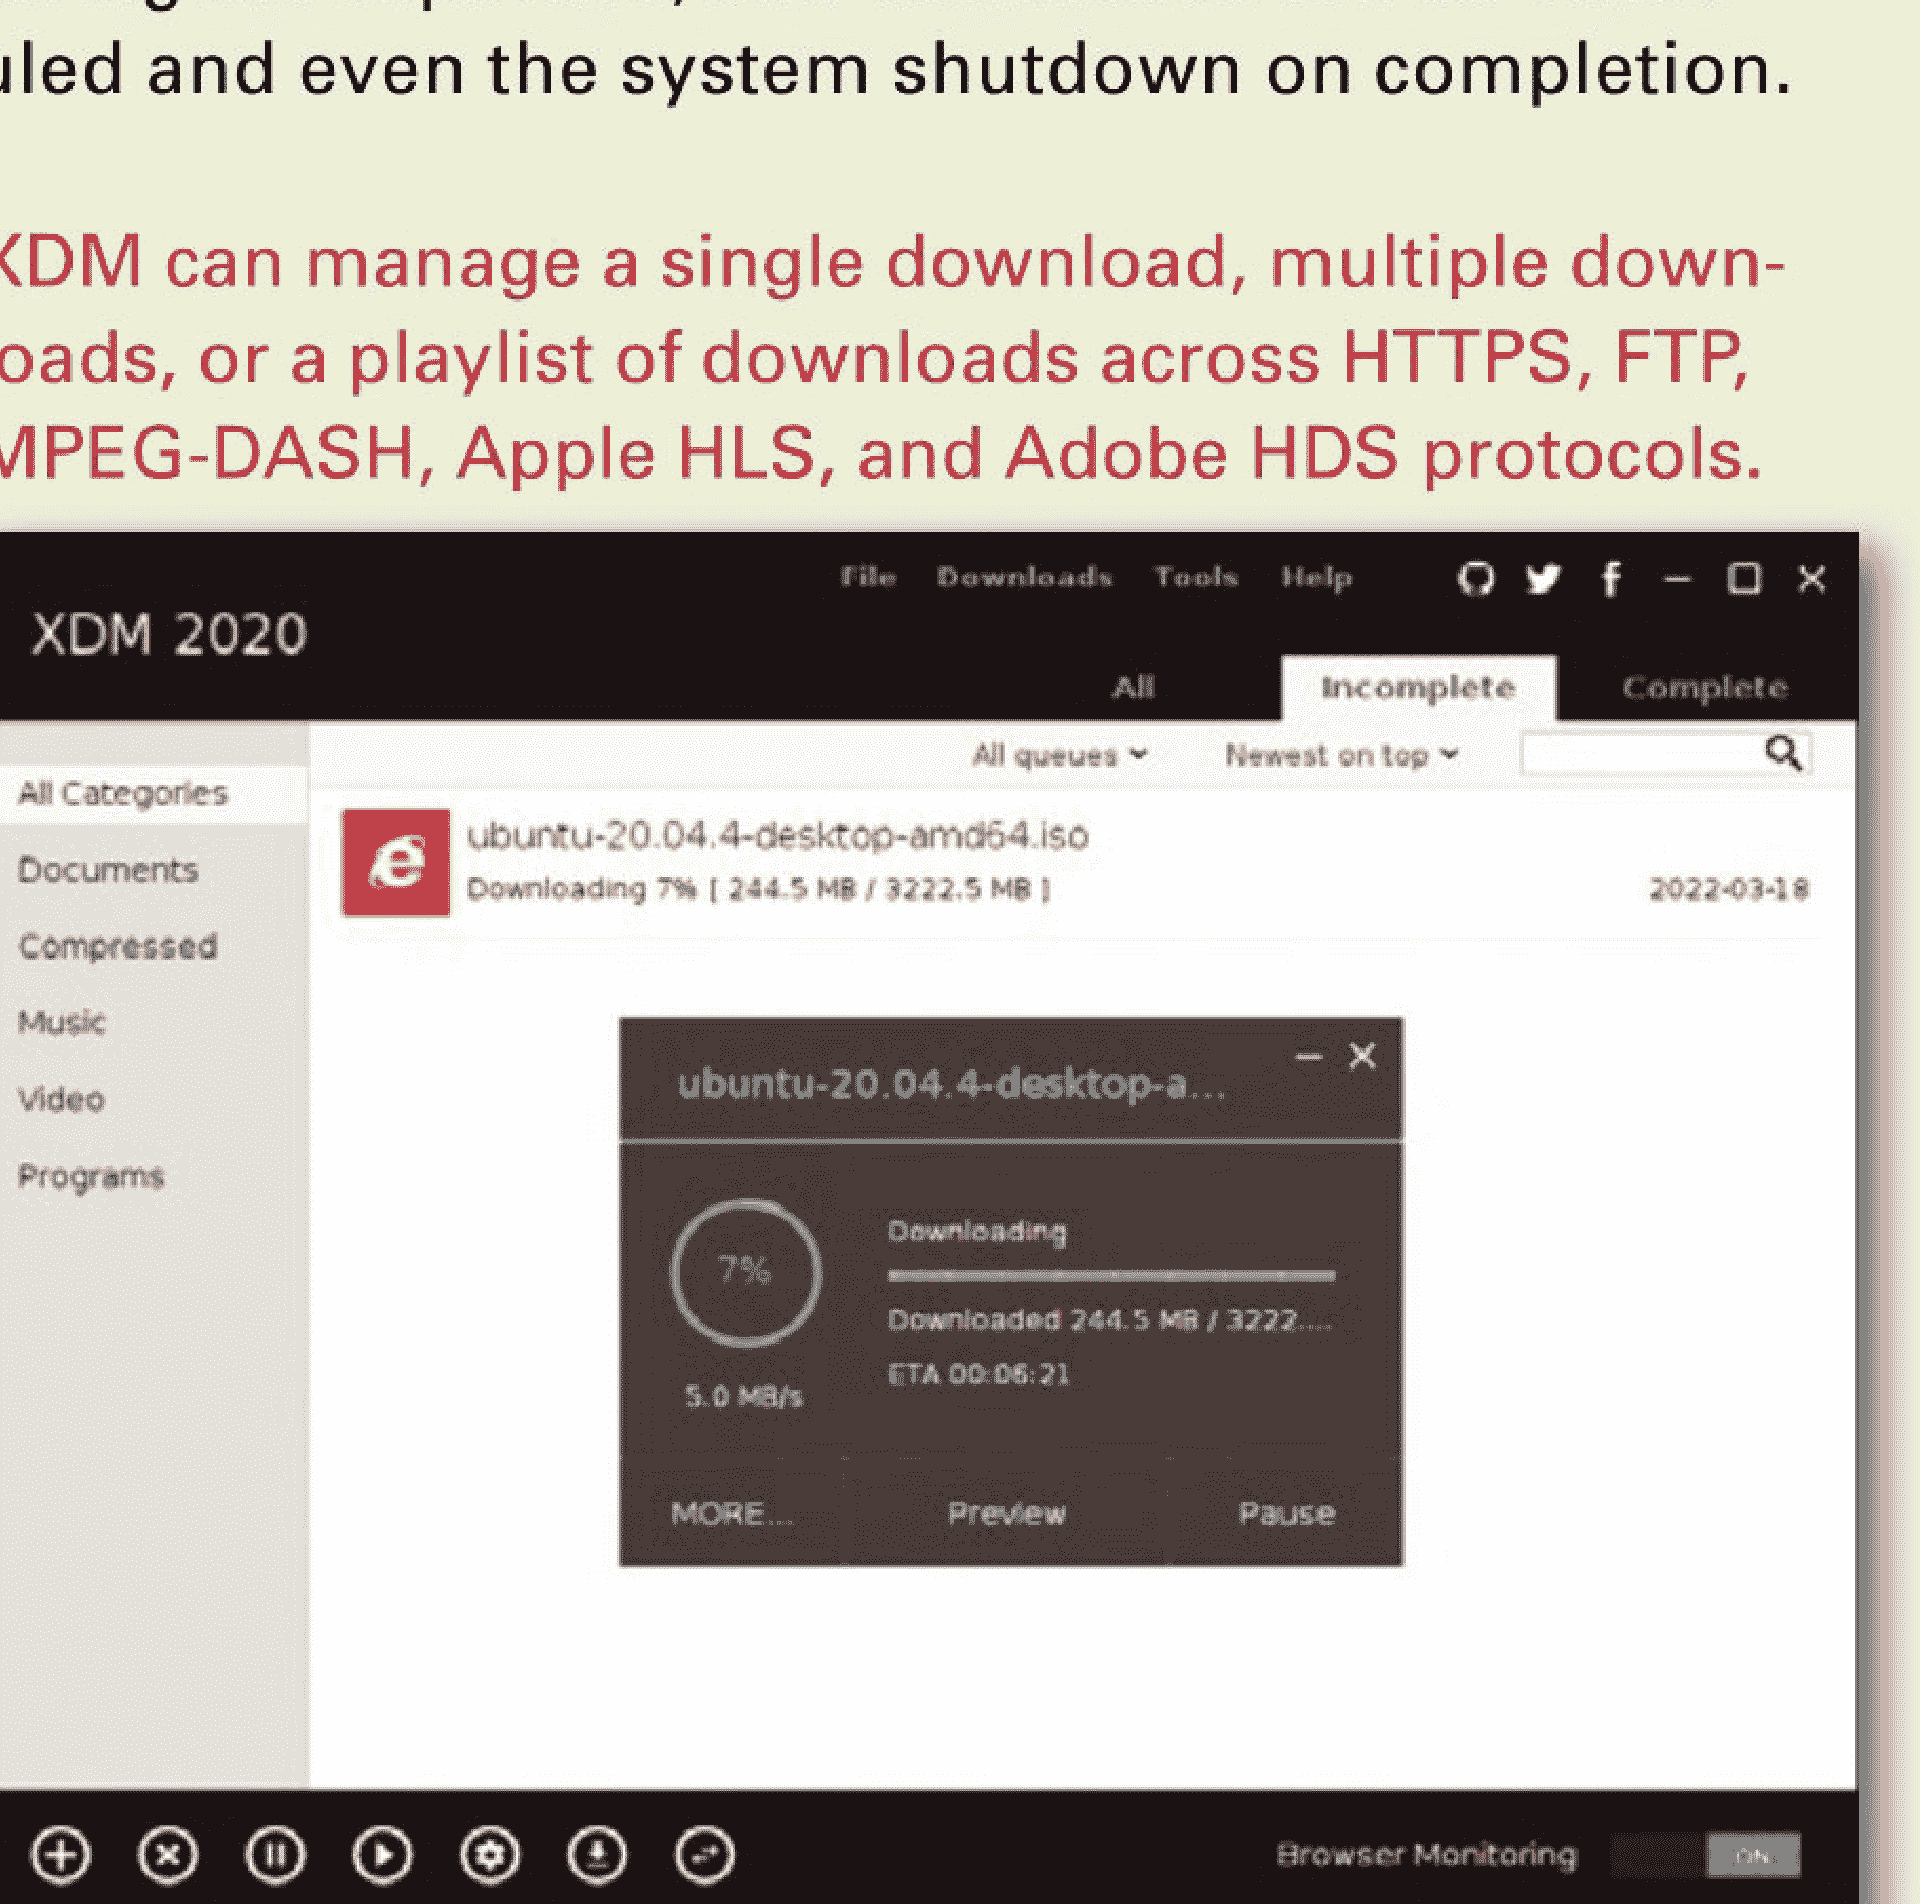 uled and even the system shutdown on completion.
XDM can manage a single download, multiple down-
oads, or a playlist of downloads across HTTPS, FTP,
MPEG-DASH, Apple HLS, and Adobe HDS protocols.
File Downloads Tools Help
XDM 2020
All Incomplete Complete
All queues Newest on top
All Categories
Documents
Compressed
Music
Video
Programs
ubuntu-20.04.4-desktop-amd64.iso
Downloading 7% [ 244.5 MB / 3222.5 MB ] 2022-03-18
ubuntu-20.04.4-desktop-a...
7%
5.0 MB/s
Downloading
Downloaded 244.5 MB / 3222....
ETA 00:06:21
MORE... Preview Pause
Browser Monitoring ON